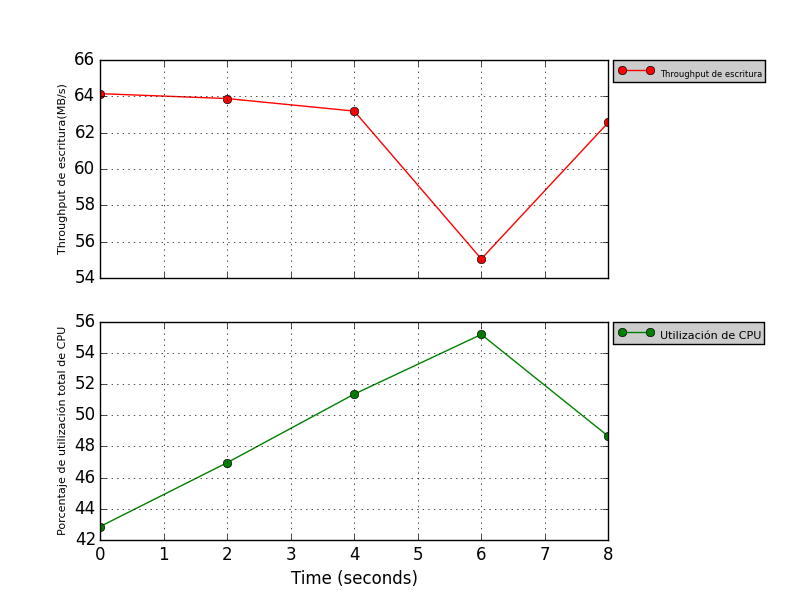 66
64
62
60
58
56
54
Throughput de escritura(MB/s)
Throughput de escritura
56
54
52
50
48
46
44
42
Porcentaje de utilización total de CPU
Utilización de CPU
0 1 2 3 4 5 6 7 8
Time (seconds)